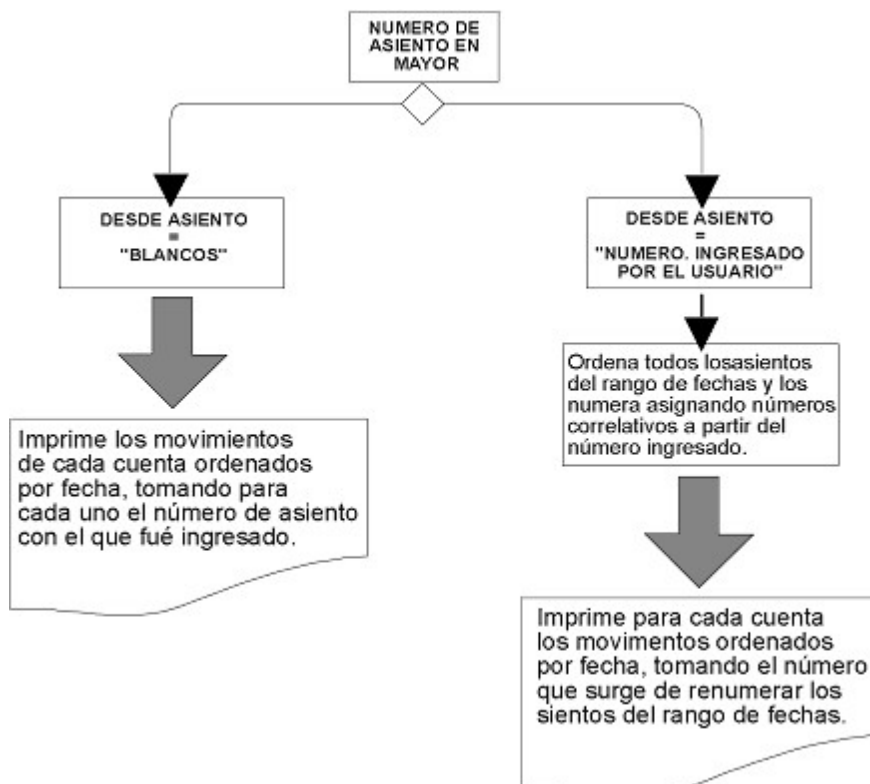 NUMERO DE
ASIENTO EN
MAYOR
DESDE ASIENTO
=
"BLANCOS"
Imprime los movimientos
de cada cuenta ordenados
por fecha, tomando para
cada uno el número de asiento
con el que fué ingresado.
DESDE ASIENTO
=
"NUMERO. INGRESADO
POR EL USUARIO"
Ordena todos losasientos
del rango de fechas y los
numera asignando números
correlativos a partir del
número ingresado.
Imprime para cada cuenta
los movimentos ordenados
por fecha, tomando el número
que surge de renumerar los
sientos del rango de fechas.